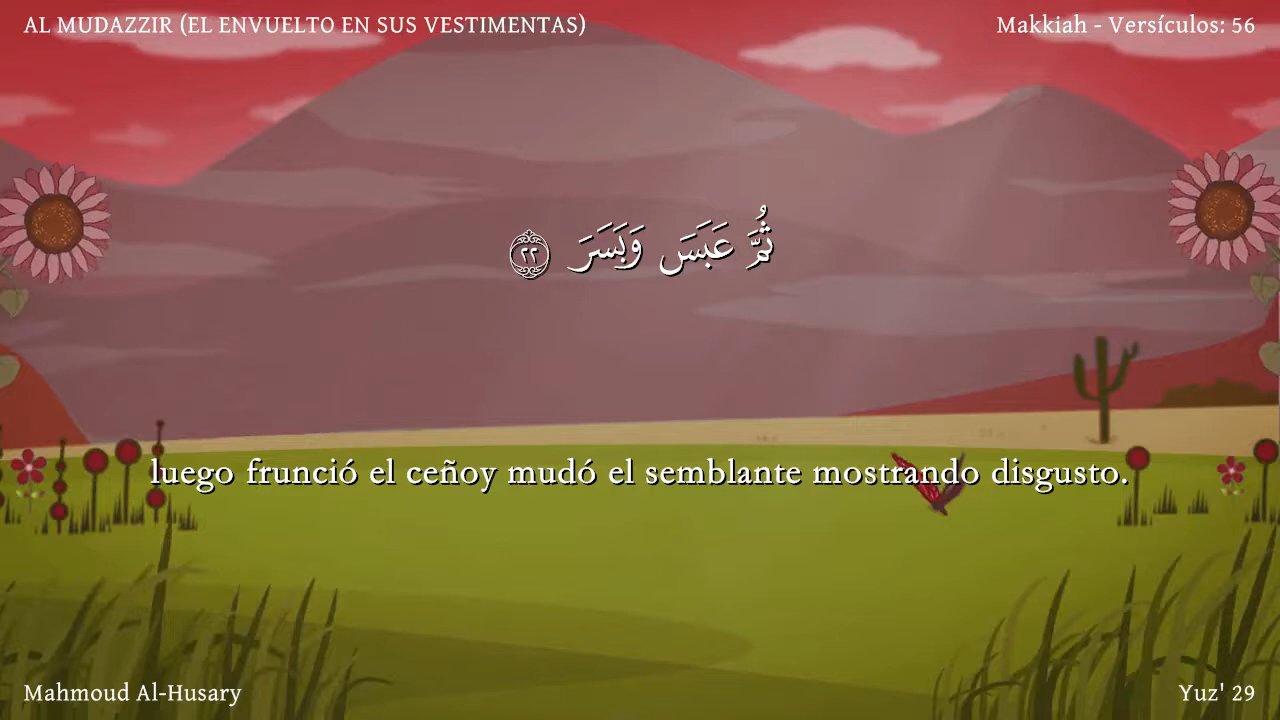 AL MUDAZZIR (EL ENVUELTO EN SUS VESTIMENTAS)
Makkiah - Versículos: 56
ثُمَّ عَبَسَ وَبَسَرَ ٢٢
luego frunció el ceñoy mudó el semblante mostrando disgusto.
Mahmoud Al-Husary
Yuz' 29